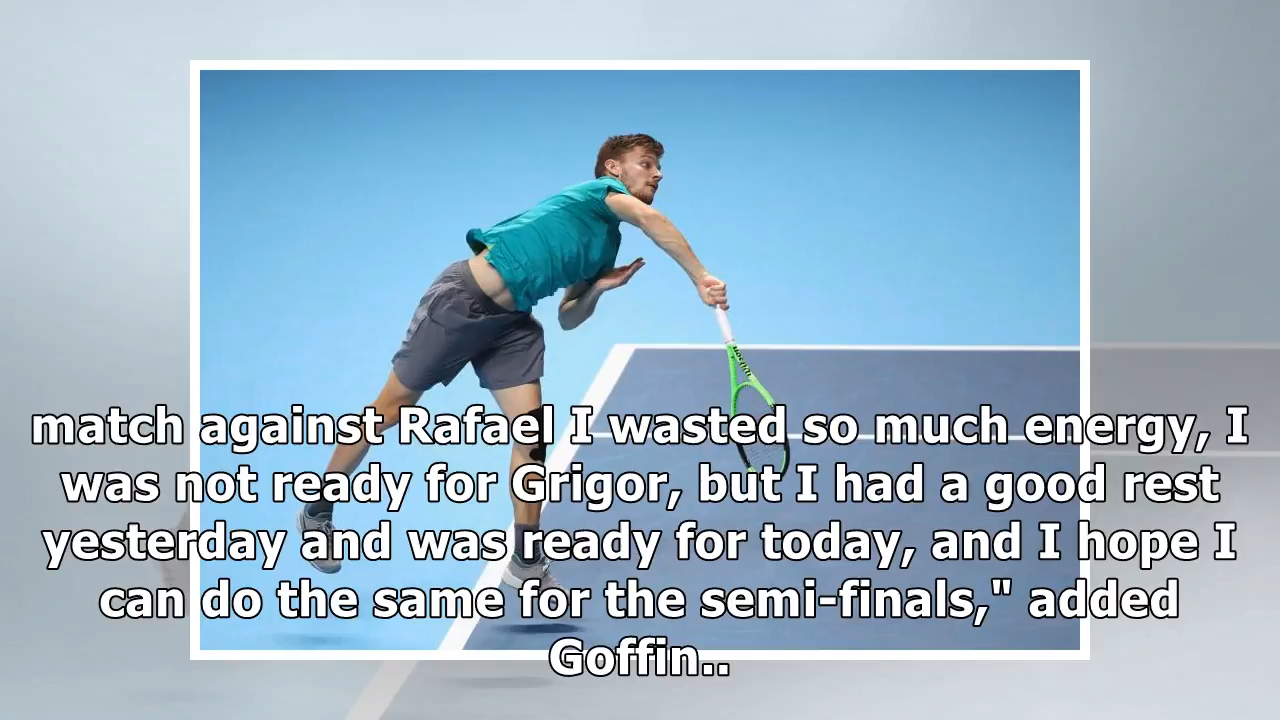 match against Rafael I wasted so much energy, I
was not ready for Grigor, but I had a good rest
yesterday and was ready for today, and I hope I
can do the same for the semi-finals," added
Goffin..